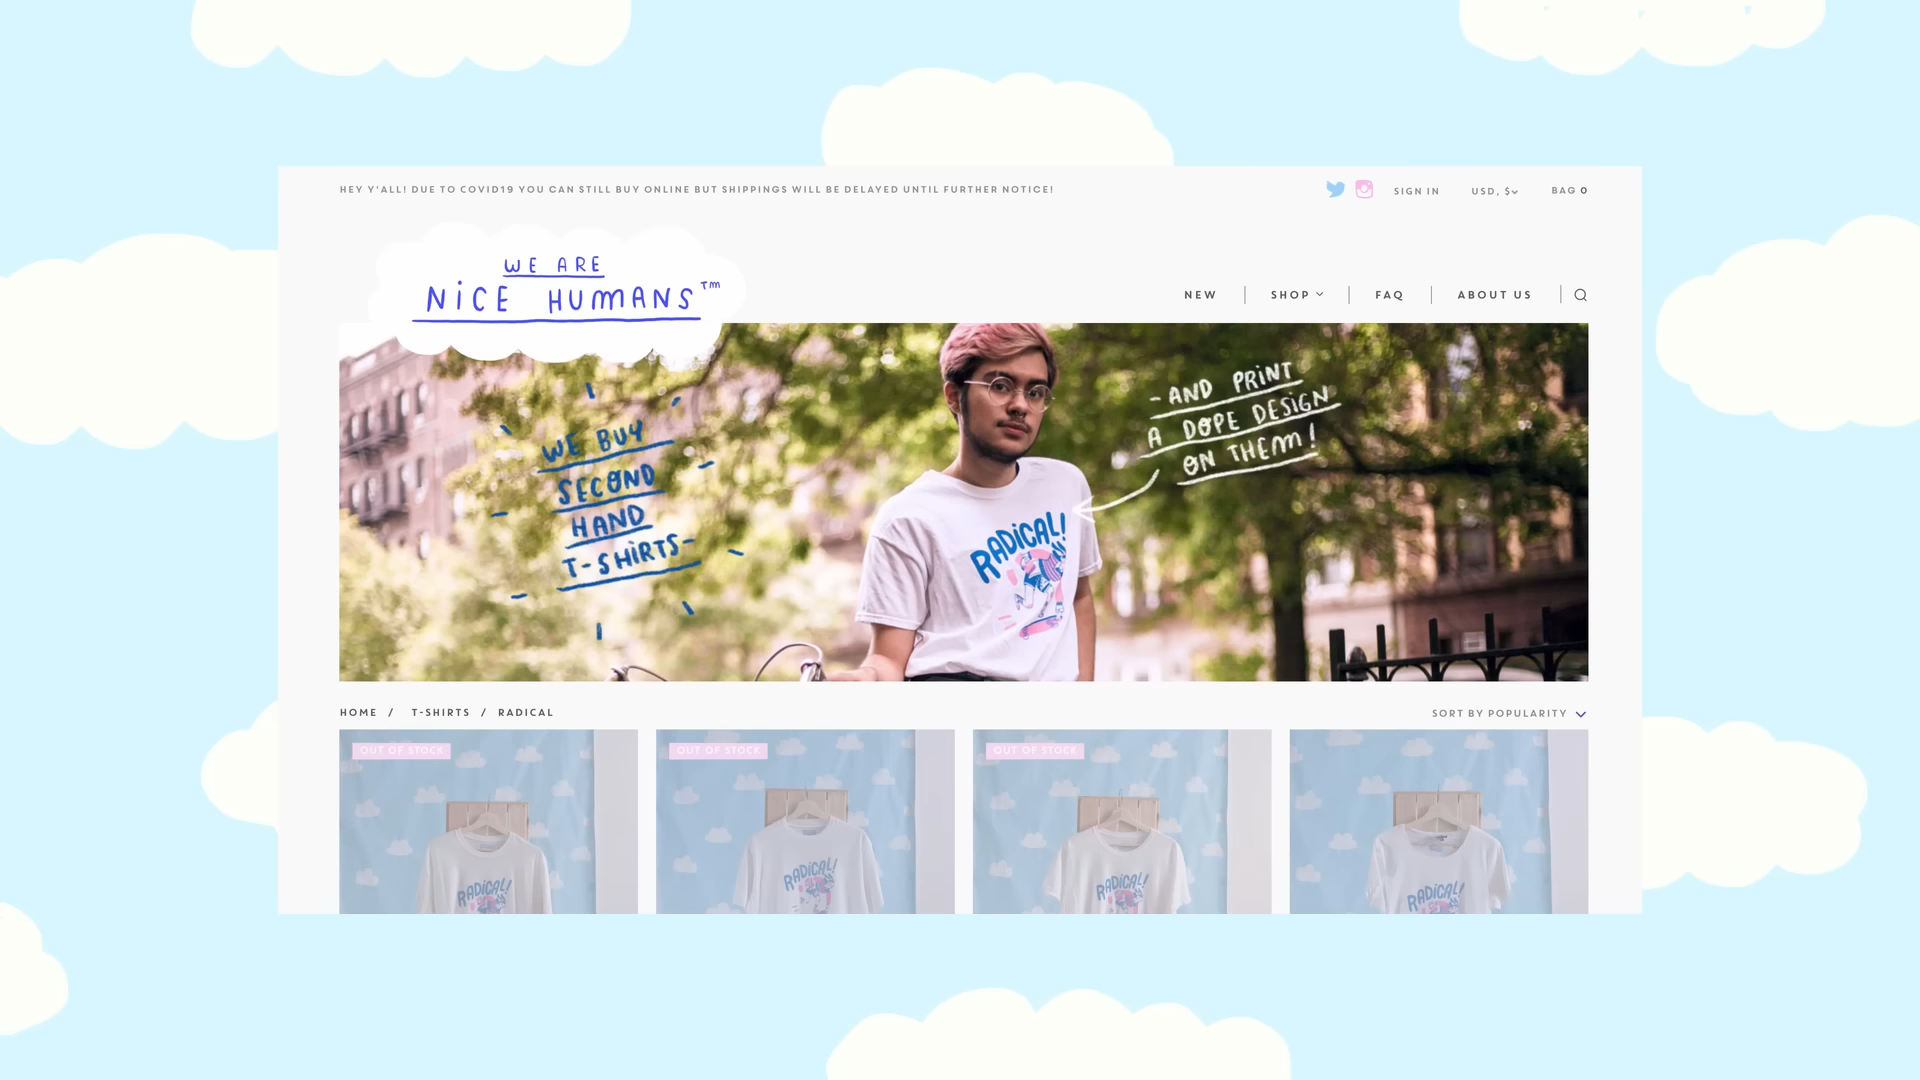 HEY Y'ALL! DUE TO COVID19 YOU CAN STILL BUY ONLINE BUT SHIPPINGS WILL BE DELAYED UNTIL FURTHER NOTICE!
SIGN IN
USD, $
BAG 0
WE ARE
NiCE HUMANS™
NEW
SHOP
FAQ
ABOUT US
WE BUY
SECOND
HAND
T-SHiRTS-
-AND PRiNT
A DOPE DESiGN
ON THEM!
RADiCAL!
HOME / T-SHIRTS / RADICAL
SORT BY POPULARITY
OUT OF STOCK
OUT OF STOCK
OUT OF STOCK
RADiCAL!
RADiCAL!
RADiCAL!
RADiCAL!